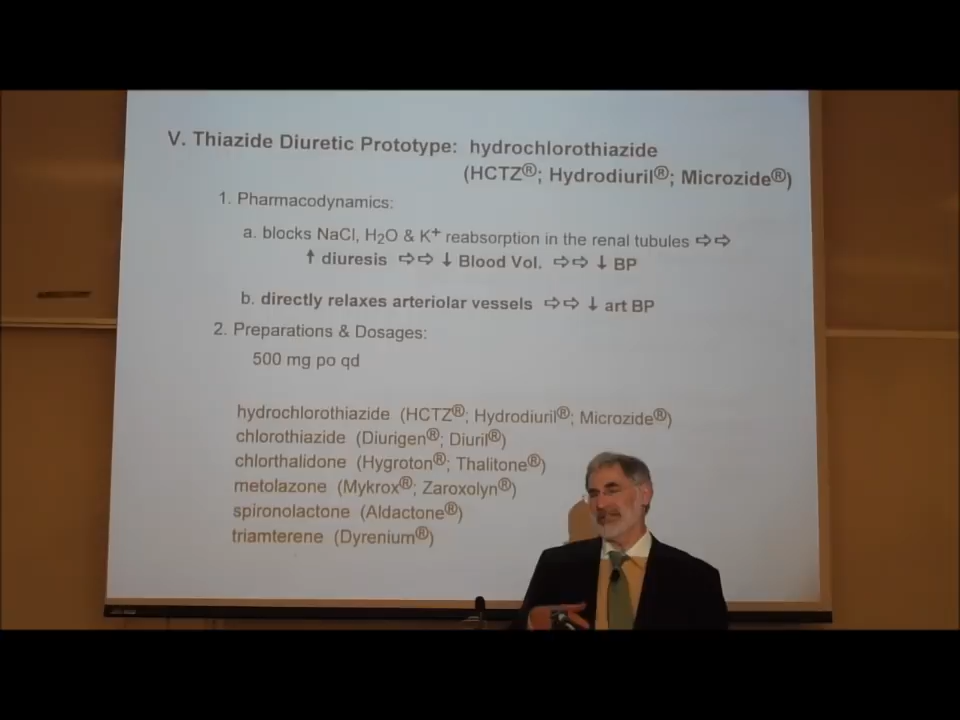 V. Thiazide Diuretic Prototype: hydrochlorothiazide
(HCTZ®; Hydrodiuril®; Microzide®)
1. Pharmacodynamics:
a. blocks NaCl, H₂O & K⁺ reabsorption in the renal tubules ⇨⇨
↑ diuresis ⇨⇨ ↓ Blood Vol. ⇨⇨ ↓ BP
b. directly relaxes arteriolar vessels ⇨⇨ ↓ art BP
2. Preparations & Dosages:
500 mg po qd
hydrochlorothiazide (HCTZ®; Hydrodiuril®; Microzide®)
chlorothiazide (Diurigen®; Diuril®)
chlorthalidone (Hygroton®; Thalitone®)
metolazone (Mykrox®; Zaroxolyn®)
spironolactone (Aldactone®)
triamterene (Dyrenium®)